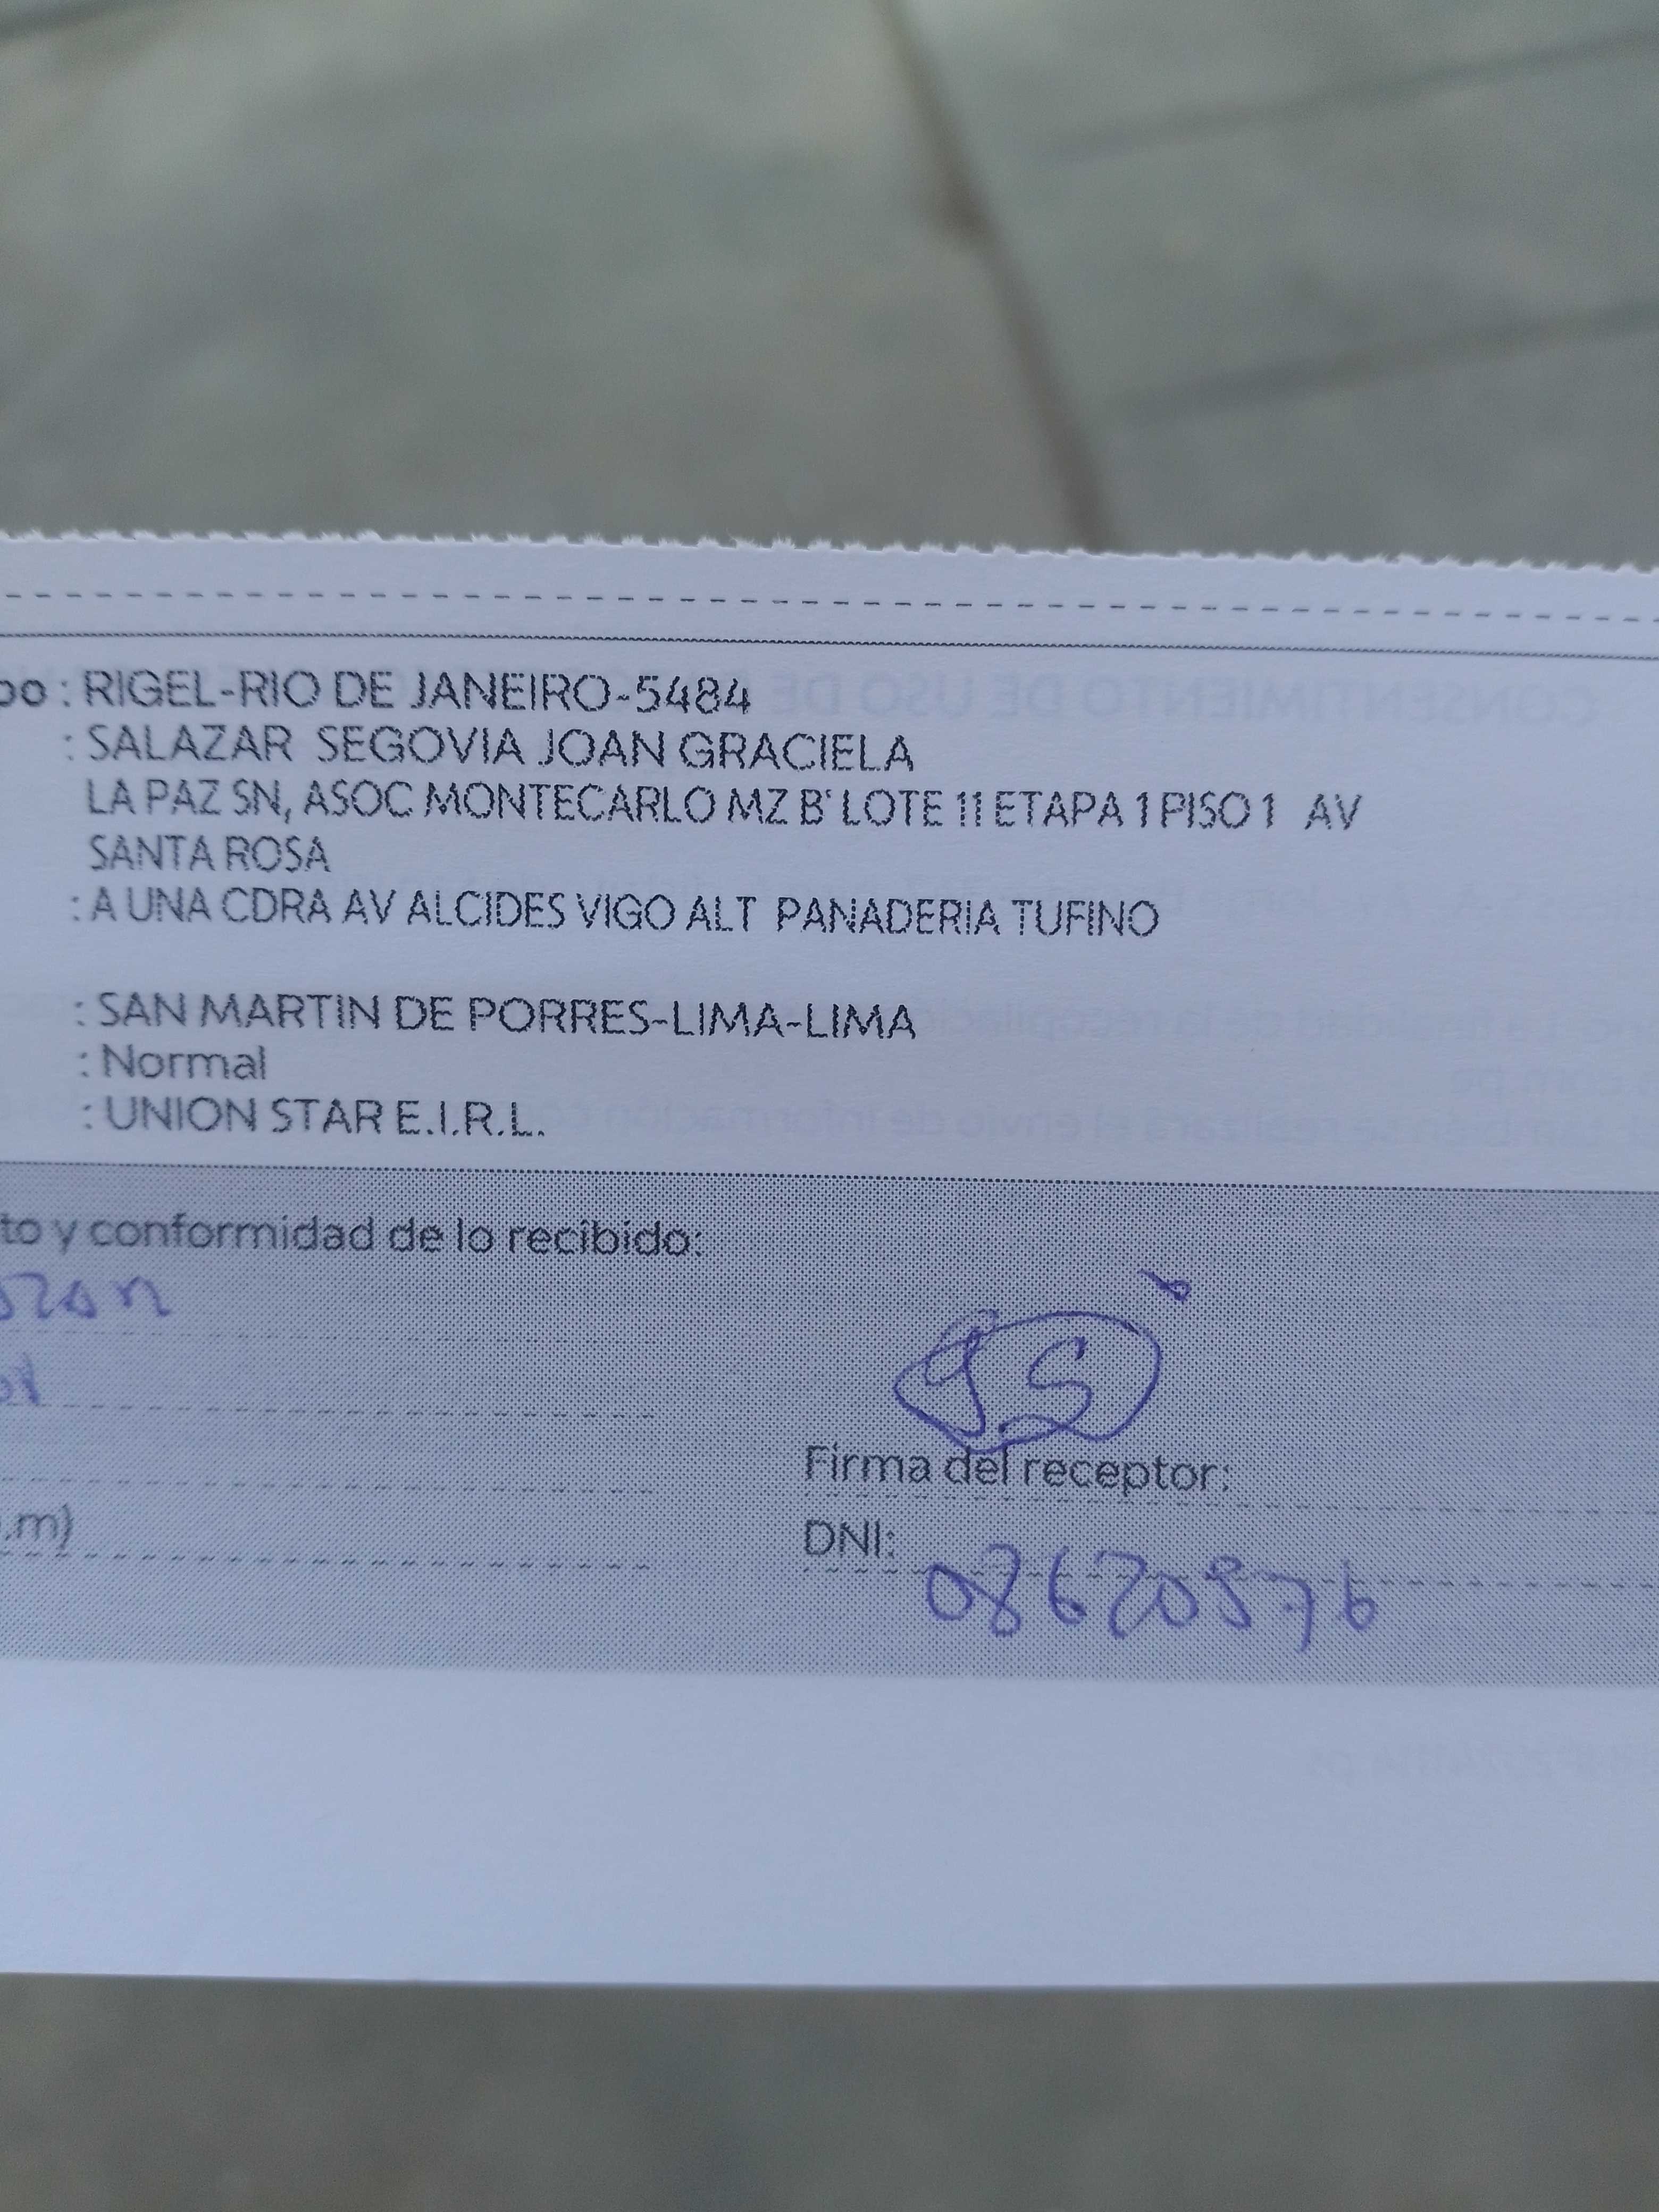 po : RIGEL-RIO DE JANEIRO-5484
: SALAZAR SEGOVIA JOAN GRACIELA
LA PAZ SN, ASOC MONTECARLO MZ B' LOTE 11 ETAPA 1 PISO 1 AV
SANTA ROSA
: A UNA CDRA AV ALCIDES VIGO ALT PANADERIA TUFINO
: SAN MARTIN DE PORRES-LIMA-LIMA
: Normal
: UNION STAR E.I.R.L.
to y conformidad de lo recibido:
J.S
Firma del receptor:
.m)
DNI:
08620576